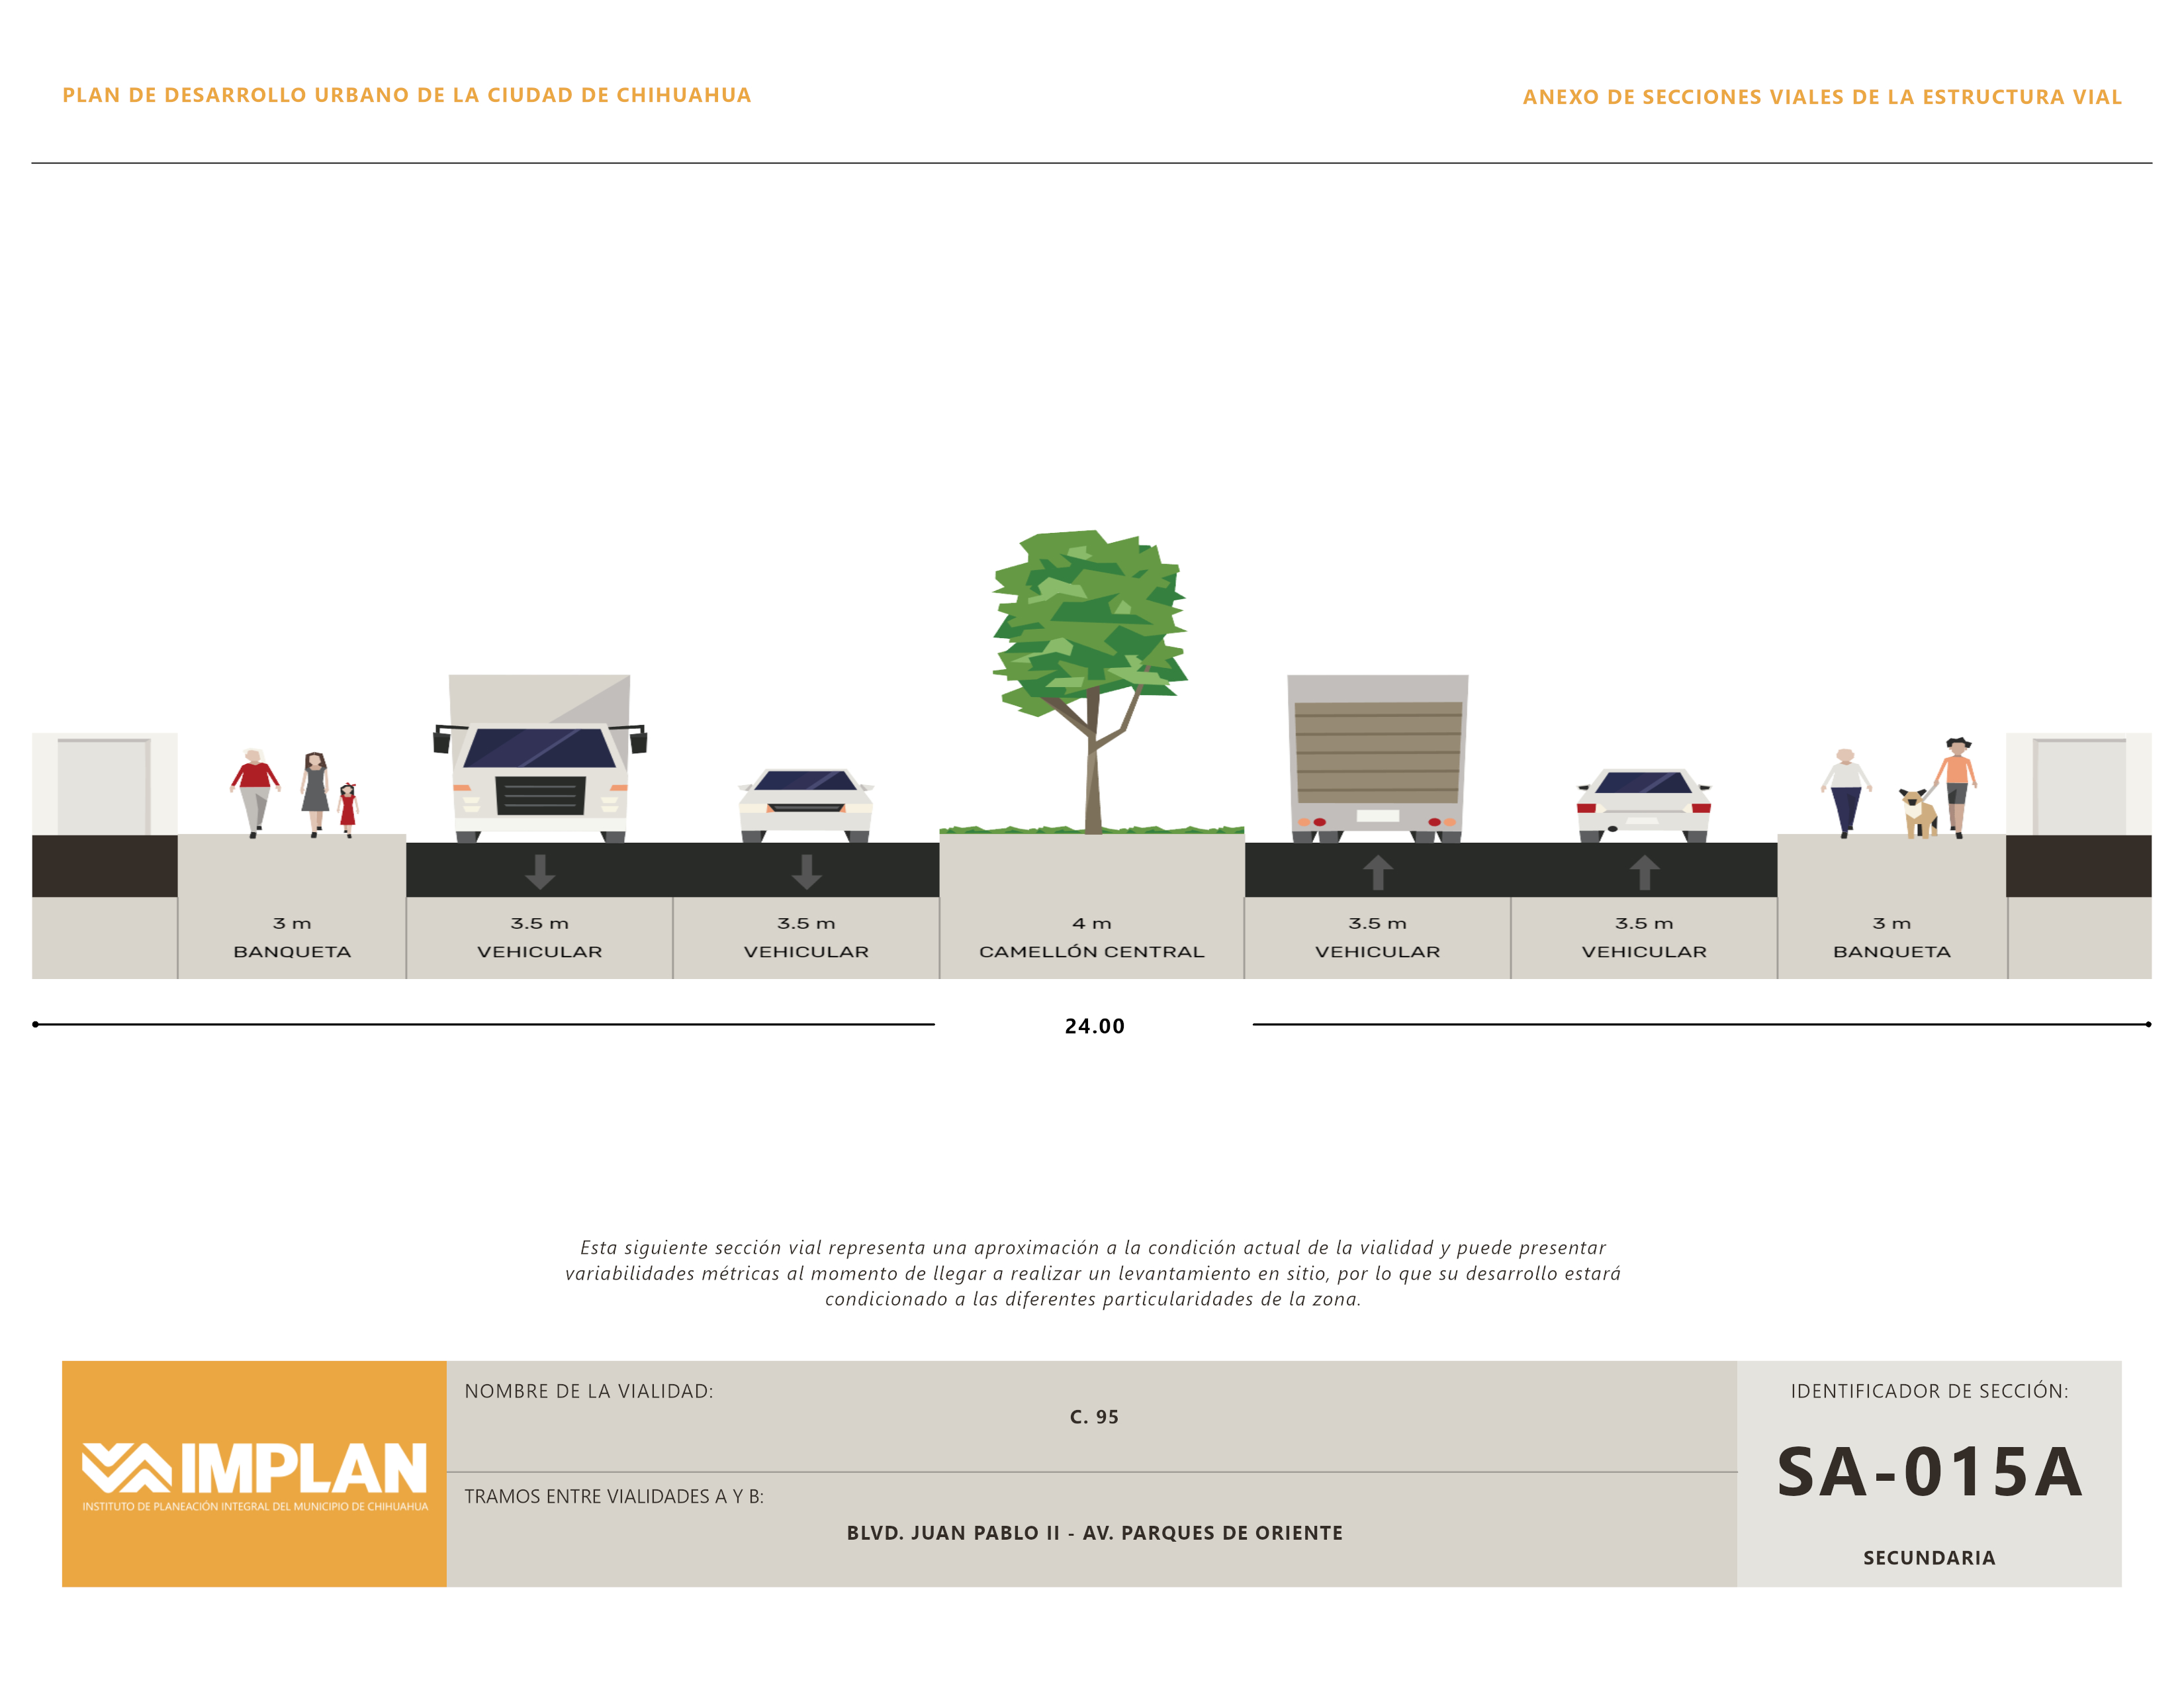 PLAN DE DESARROLLO URBANO DE LA CIUDAD DE CHIHUAHUA
ANEXO DE SECCIONES VIALES DE LA ESTRUCTURA VIAL
3 m
BANQUETA
3.5 m
VEHICULAR
3.5 m
VEHICULAR
4 m
CAMELLÓN CENTRAL
3.5 m
VEHICULAR
3.5 m
VEHICULAR
3 m
BANQUETA
24.00
Esta siguiente sección vial representa una aproximación a la condición actual de la vialidad y puede presentar
variabilidades métricas al momento de llegar a realizar un levantamiento en sitio, por lo que su desarrollo estará
condicionado a las diferentes particularidades de la zona.
IMPLAN
INSTITUTO DE PLANEACIÓN INTEGRAL DEL MUNICIPIO DE CHIHUAHUA
NOMBRE DE LA VIALIDAD:
C. 95
TRAMOS ENTRE VIALIDADES A Y B:
BLVD. JUAN PABLO II - AV. PARQUES DE ORIENTE
IDENTIFICADOR DE SECCIÓN:
SA-015A
SECUNDARIA